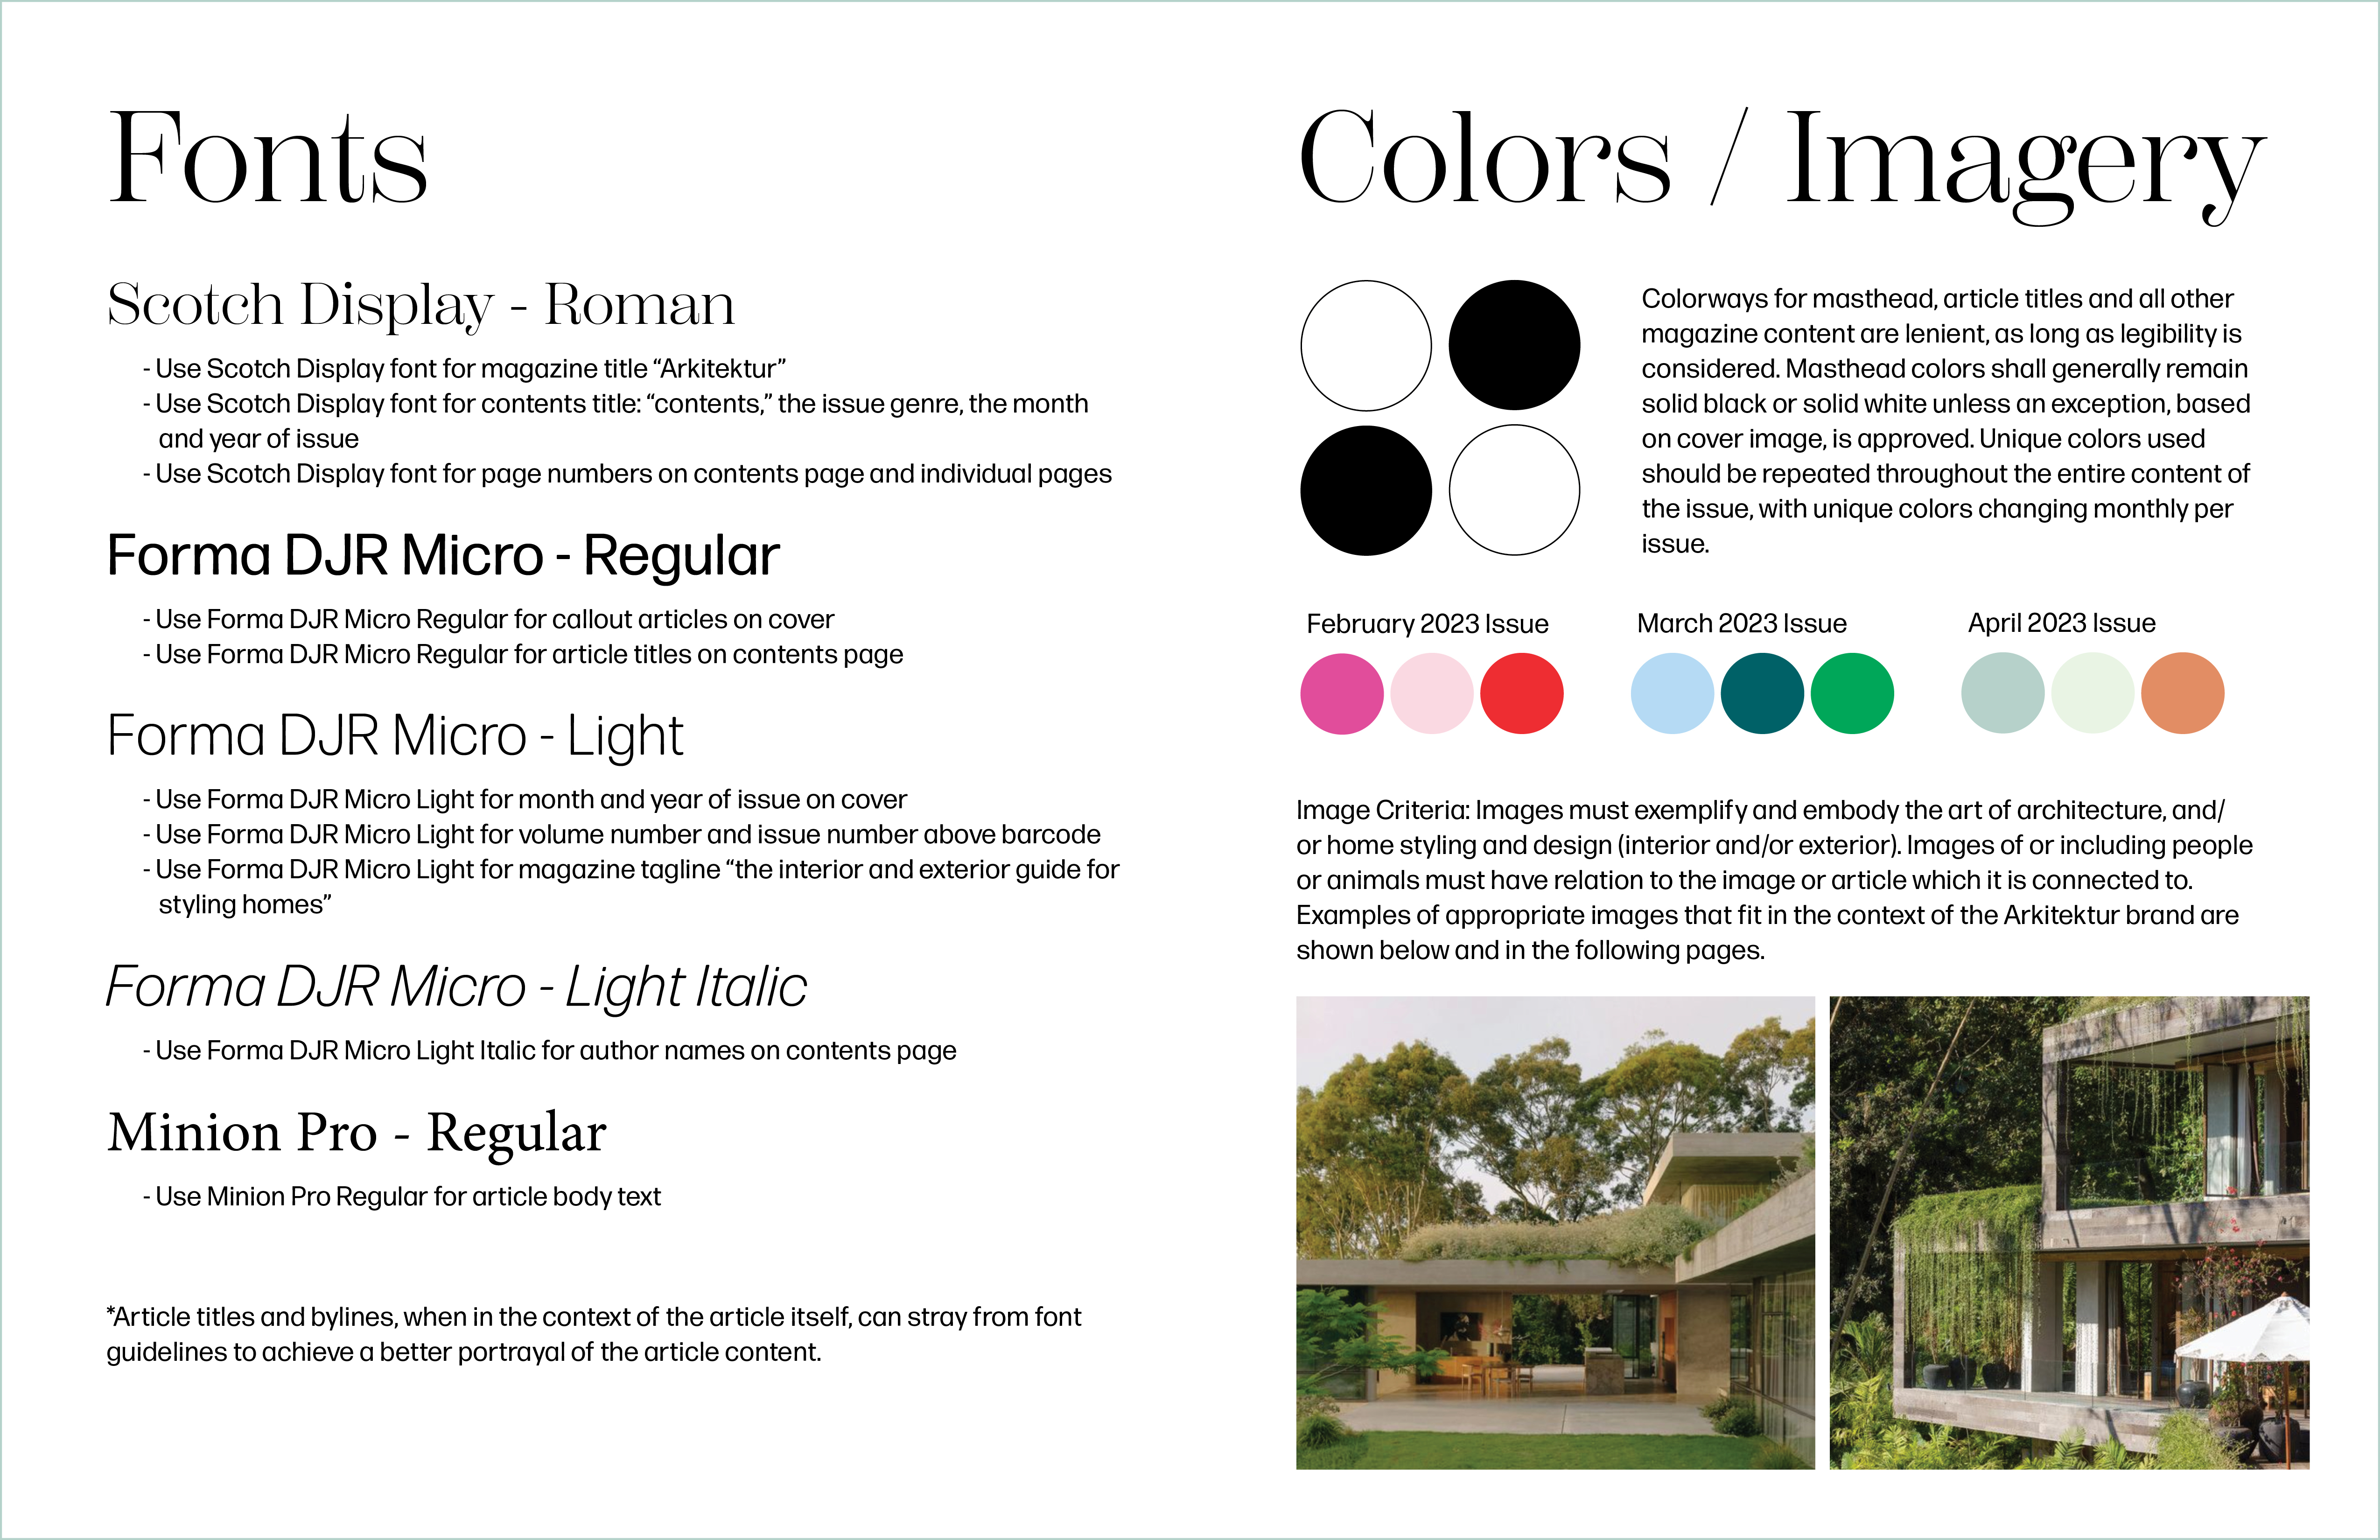 Fonts
Scotch Display - Roman
- Use Scotch Display font for magazine title “Arkitektur”
- Use Scotch Display font for contents title: “contents,” the issue genre, the month
and year of issue
- Use Scotch Display font for page numbers on contents page and individual pages
Forma DJR Micro - Regular
- Use Forma DJR Micro Regular for callout articles on cover
- Use Forma DJR Micro Regular for article titles on contents page
Forma DJR Micro - Light
- Use Forma DJR Micro Light for month and year of issue on cover
- Use Forma DJR Micro Light for volume number and issue number above barcode
- Use Forma DJR Micro Light for magazine tagline “the interior and exterior guide for
styling homes”
Forma DJR Micro - Light Italic
- Use Forma DJR Micro Light Italic for author names on contents page
Minion Pro - Regular
- Use Minion Pro Regular for article body text
*Article titles and bylines, when in the context of the article itself, can stray from font
guidelines to achieve a better portrayal of the article content.
Colors / Imagery
Colorways for masthead, article titles and all other
magazine content are lenient, as long as legibility is
considered. Masthead colors shall generally remain
solid black or solid white unless an exception, based
on cover image, is approved. Unique colors used
should be repeated throughout the entire content of
the issue, with unique colors changing monthly per
issue.
February 2023 Issue
March 2023 Issue
April 2023 Issue
Image Criteria: Images must exemplify and embody the art of architecture, and/
or home styling and design (interior and/or exterior). Images of or including people
or animals must have relation to the image or article which it is connected to.
Examples of appropriate images that fit in the context of the Arkitektur brand are
shown below and in the following pages.